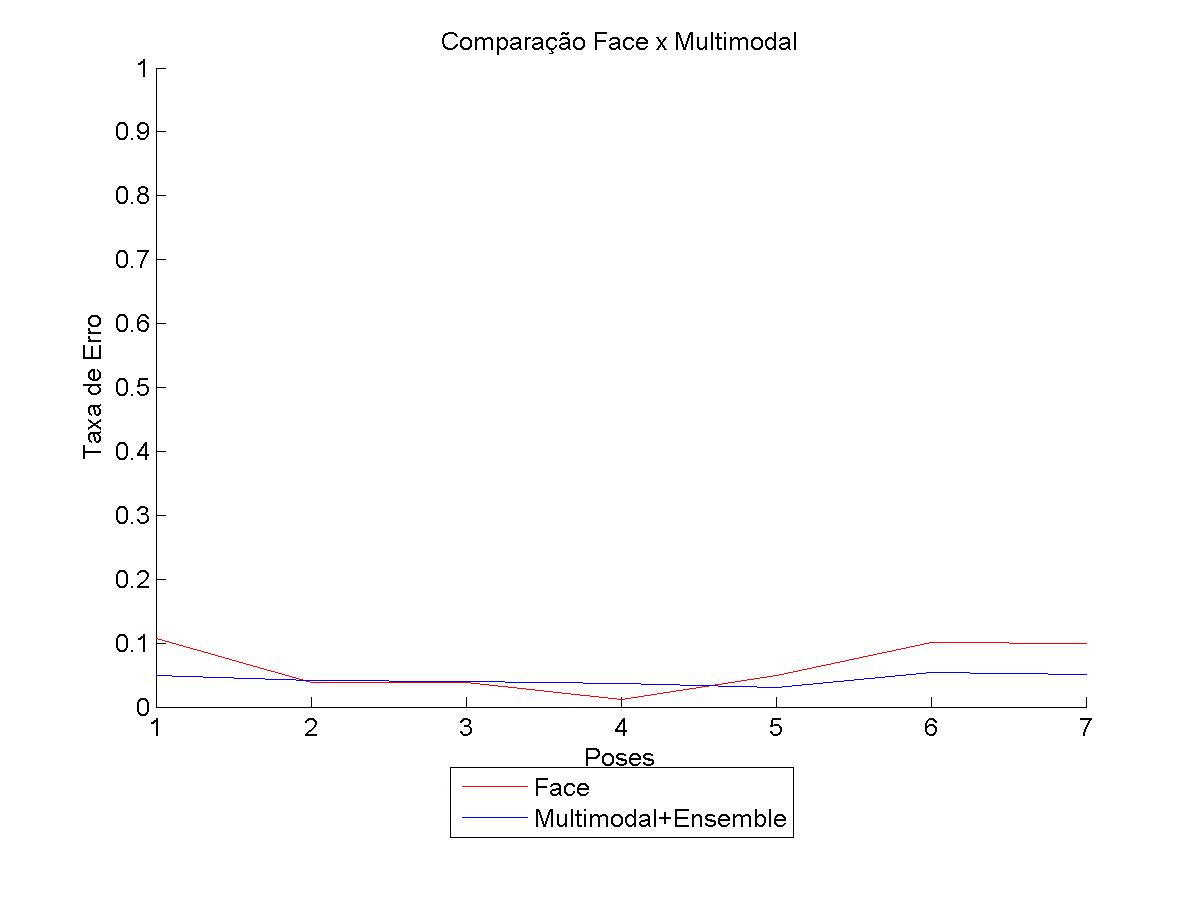 Comparação Face x Multimodal
1
0.9
0.8
0.7
0.6
0.5
0.4
0.3
0.2
0.1
0
Taxa de Erro
1 2 3 4 5 6 7
Poses
Face
Multimodal+Ensemble